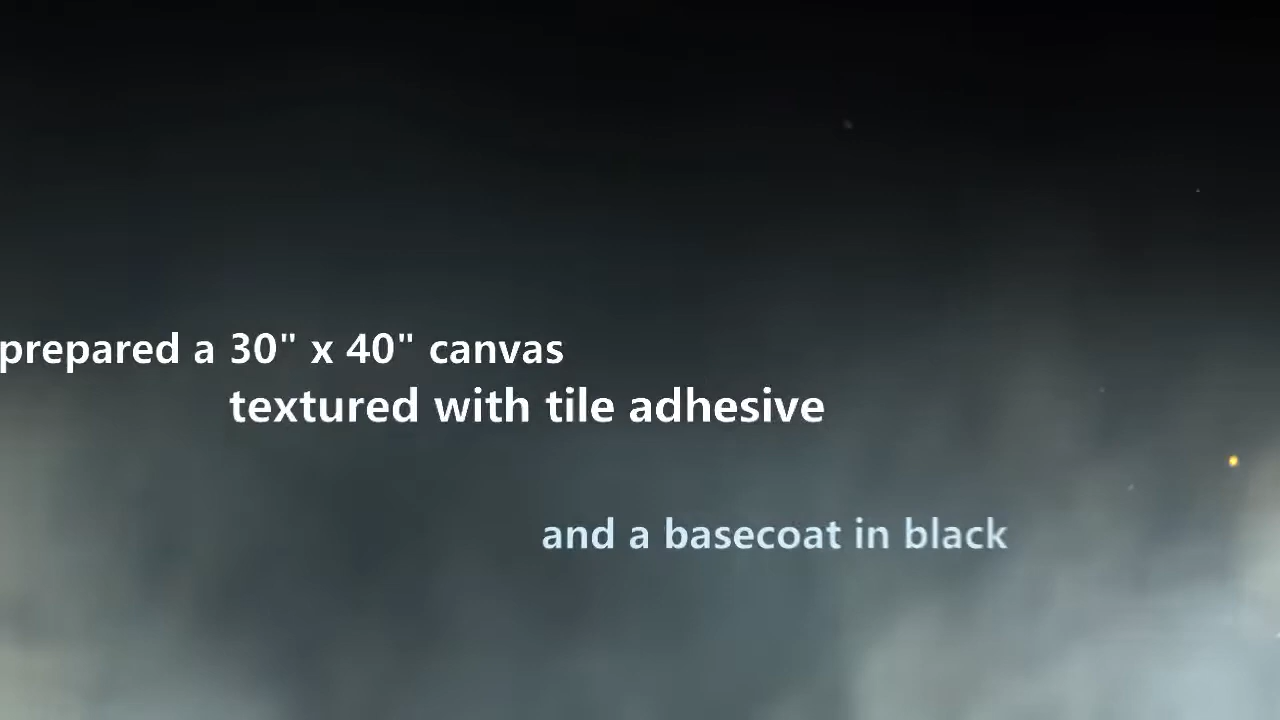 prepared a 30" x 40" canvas
textured with tile adhesive
and a basecoat in black